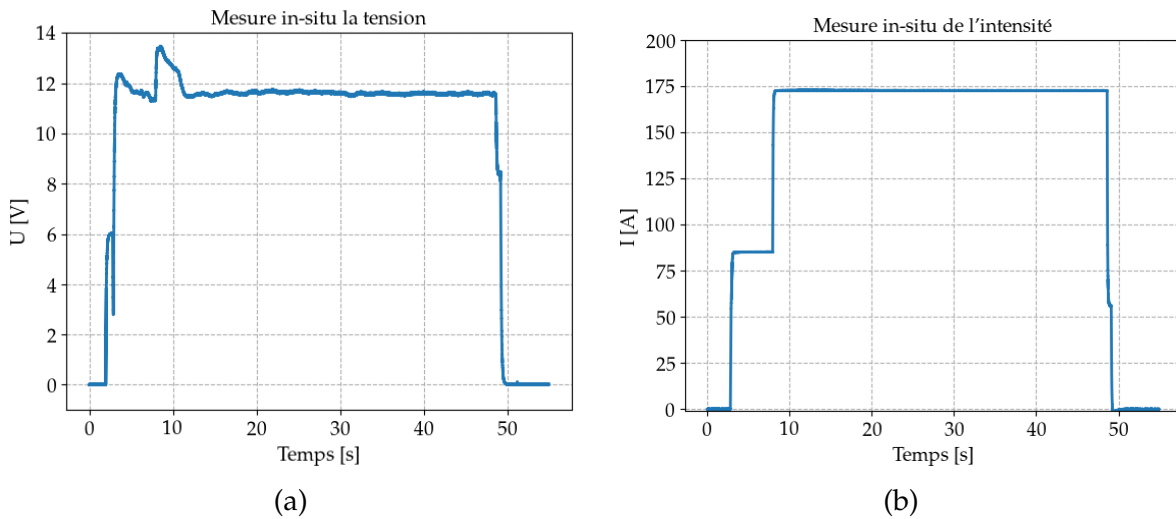 Mesure in-situ la tension
14
12
10
8
6
4
2
0
U [V]
0 10 20 30 40 50
Temps [s]
(a)
Mesure in-situ de l'intensité
200
175
150
125
100
75
50
25
0
I [A]
0 10 20 30 40 50
Temps [s]
(b)